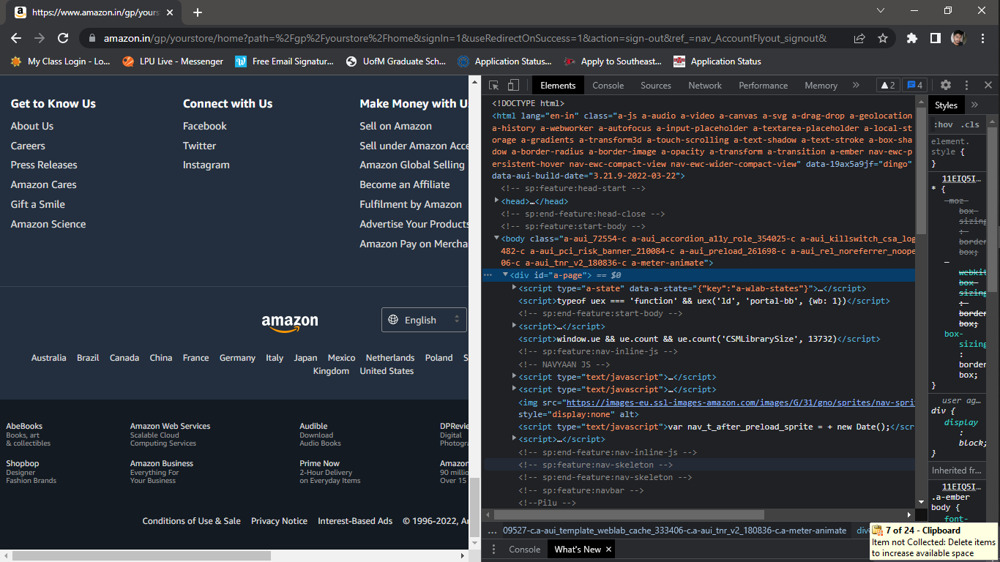 https://www.amazon.in/gp/yours
amazon.in/gp/yourstore/home?path=%2Fgp%2Fyourstore%2Fhome&signIn=1&useRedirectOnSuccess=1&action=sign-out&ref_=nav_AccountFlyout_signout&
My Class Login - Lo...
LPU Live - Messenger
Free Email Signatur...
UofM Graduate Sch...
Application Status...
Apply to Southeast...
Application Status
Get to Know Us
About Us
Careers
Press Releases
Amazon Cares
Gift a Smile
Amazon Science
Connect with Us
Facebook
Twitter
Instagram
Make Money with U
Sell on Amazon
Sell under Amazon Acce
Amazon Global Selling
Become an Affiliate
Fulfilment by Amazon
Advertise Your Products
Amazon Pay on Mercha
amazon
English
Australia Brazil Canada China France Germany Italy Japan Mexico Netherlands Poland S
Kingdom United States
AbeBooks
Books, art
& collectibles
Amazon Web Services
Scalable Cloud
Computing Services
Audible
Download
Audio Books
DPRevie
Digital
Photogra
Shopbop
Designer
Fashion Brands
Amazon Business
Everything For
Your Business
Prime Now
2-Hour Delivery
on Everyday Items
Amazon
90 millio
Over 15
Conditions of Use & Sale Privacy Notice Interest-Based Ads © 1996-2022, A
Elements Console Sources Network Performance Memory » 2 4
<!DOCTYPE html>
<html lang="en-in" class="a-js a-audio a-video a-canvas a-svg a-drag-drop a-geolocation
a-history a-webworker a-autofocus a-input-placeholder a-textarea-placeholder a-local-st
orage a-gradients a-transform3d a-touch-scrolling a-text-shadow a-text-stroke a-box-sha
dow a-border-radius a-border-image a-opacity a-transform a-transition a-ember nav-ewc-p
ersistent-hover nav-ewc-compact-view nav-ewc-wider-compact-view" data-19ax5a9jf="dingo"
data-aui-build-date="3.21.9-2022-03-22">
<!-- sp:feature:head-start -->
<head>…</head>
<!-- sp:end-feature:head-close -->
<!-- sp:feature:start-body -->
<body class="a-aui_72554-c a-aui_accordion_a11y_role_354025-c a-aui_killswitch_csa_log
482-c a-aui_pci_risk_banner_210084-c a-aui_preload_261698-c a-aui_rel_noreferrer_noope
06-c a-aui_tnr_v2_180836-c a-meter-animate">
<div id="a-page"> == $0
<script type="a-state" data-a-state="{"key":"a-wlab-states"}">…</script>
<script>typeof uex === 'function' && uex('ld', 'portal-bb', {wb: 1})</script>
<!-- sp:end-feature:start-body -->
<script>…</script>
<script>window.ue && ue.count && ue.count('CSMLibrarySize', 13732)</script>
<!-- sp:feature:nav-inline-js -->
<!-- NAVYAAN JS -->
<script type="text/javascript">…</script>
<script type="text/javascript">…</script>
<img src="https://images-eu.ssl-images-amazon.com/images/G/31/gno/sprites/nav-spri
style="display:none" alt>
<script type="text/javascript">var nav_t_after_preload_sprite = + new Date();</scr
<script>…</script>
<!-- sp:end-feature:nav-inline-js -->
<!-- sp:feature:nav-skeleton -->
<!-- sp:end-feature:nav-skeleton -->
<!-- sp:feature:navbar -->
<!--Pilu -->
... 09527-c.a-aui_template_weblab_cache_333406-c.a-aui_tnr_v2_180836-c.a-meter-animate div
Console What's New
Styles »
:hov .cls
element.
style {
}
11EIQ5I…
* {
-moz-
box-
sizing
:
border
box;
—
webkit
box-
sizing
:
border
box;
box-
sizing
:
border
box;
}
user ag…
div {
display
:
block;
}
Inherited fr…
11EIQ5I…
.a-ember
body {
font-
7 of 24 - Clipboard
Item not Collected: Delete items
to increase available space